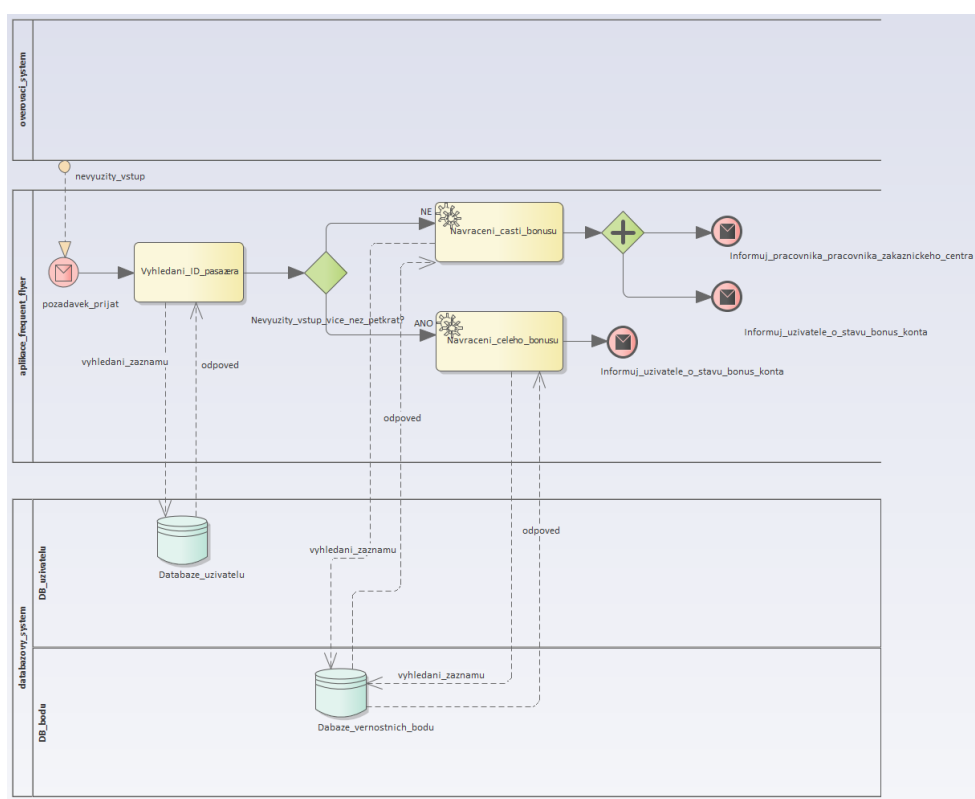 overovaci_system
nevyuzity_vstup
aplikace_frequent_flyer
pozadavek_prijat
Vyhledani_ID_pasazera
Nevyuzity_vstup_vice_nez_petkrat?
NE
Navraceni_casti_bonusu
Informuj_pracovnika_pracovnika_zakaznickeho_centra
Informuj_uzivatele_o_stavu_bonus_konta
ANO
Navraceni_celeho_bonusu
Informuj_uzivatele_o_stavu_bonus_konta
vyhledani_zaznamu
odpoved
odpoved
databazovy_system
DB_uzivatelu
Databaze_uzivatelu
vyhledani_zaznamu
odpoved
DB_bodu
vyhledani_zaznamu
Dabaze_vernostnich_bodu